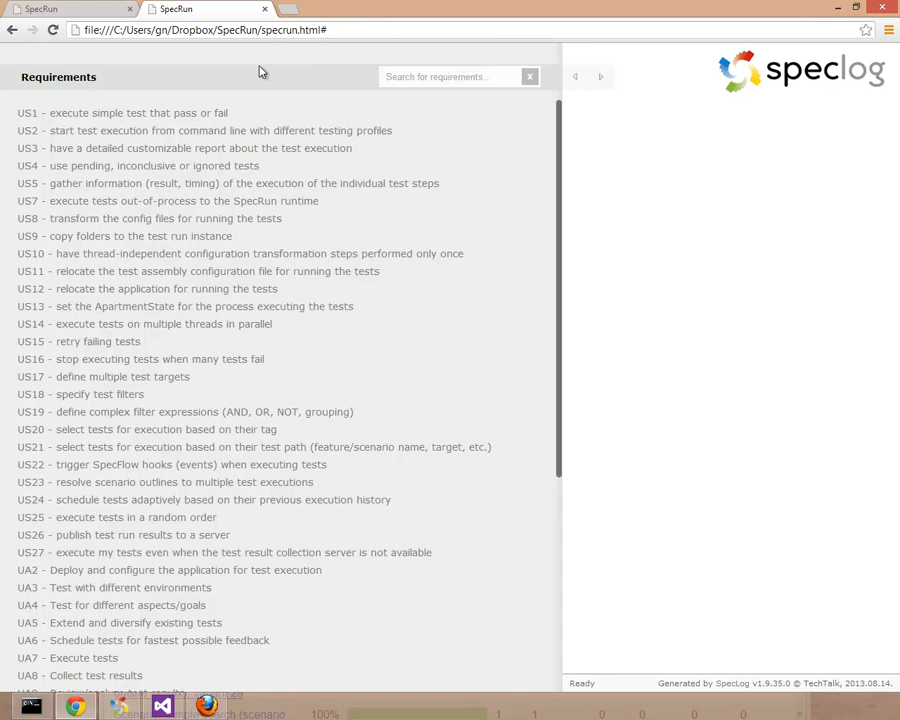 SpecRun
SpecRun
file:///C:/Users/gn/Dropbox/SpecRun/specrun.html#
Requirements
Search for requirements...
X
speclog
US1 - execute simple test that pass or fail
US2 - start test execution from command line with different testing profiles
US3 - have a detailed customizable report about the test execution
US4 - use pending, inconclusive or ignored tests
US5 - gather information (result, timing) of the execution of the individual test steps
US7 - execute tests out-of-process to the SpecRun runtime
US8 - transform the config files for running the tests
US9 - copy folders to the test run instance
US10 - have thread-independent configuration transformation steps performed only once
US11 - relocate the test assembly configuration file for running the tests
US12 - relocate the application for running the tests
US13 - set the ApartmentState for the process executing the tests
US14 - execute tests on multiple threads in parallel
US15 - retry failing tests
US16 - stop executing tests when many tests fail
US17 - define multiple test targets
US18 - specify test filters
US19 - define complex filter expressions (AND, OR, NOT, grouping)
US20 - select tests for execution based on their tag
US21 - select tests for execution based on their test path (feature/scenario name, target, etc.)
US22 - trigger SpecFlow hooks (events) when executing tests
US23 - resolve scenario outlines to multiple test executions
US24 - schedule tests adaptively based on their previous execution history
US25 - execute tests in a random order
US26 - publish test run results to a server
US27 - execute my tests even when the test result collection server is not available
UA2 - Deploy and configure the application for test execution
UA3 - Test with different environments
UA4 - Test for different aspects/goals
UA5 - Extend and diversify existing tests
UA6 - Schedule tests for fastest possible feedback
UA7 - Execute tests
UA8 - Collect test results
Ready
Generated by SpecLog v1.9.35.0 © TechTalk, 2013.08.14.
100% 1 1 0 0 0 0